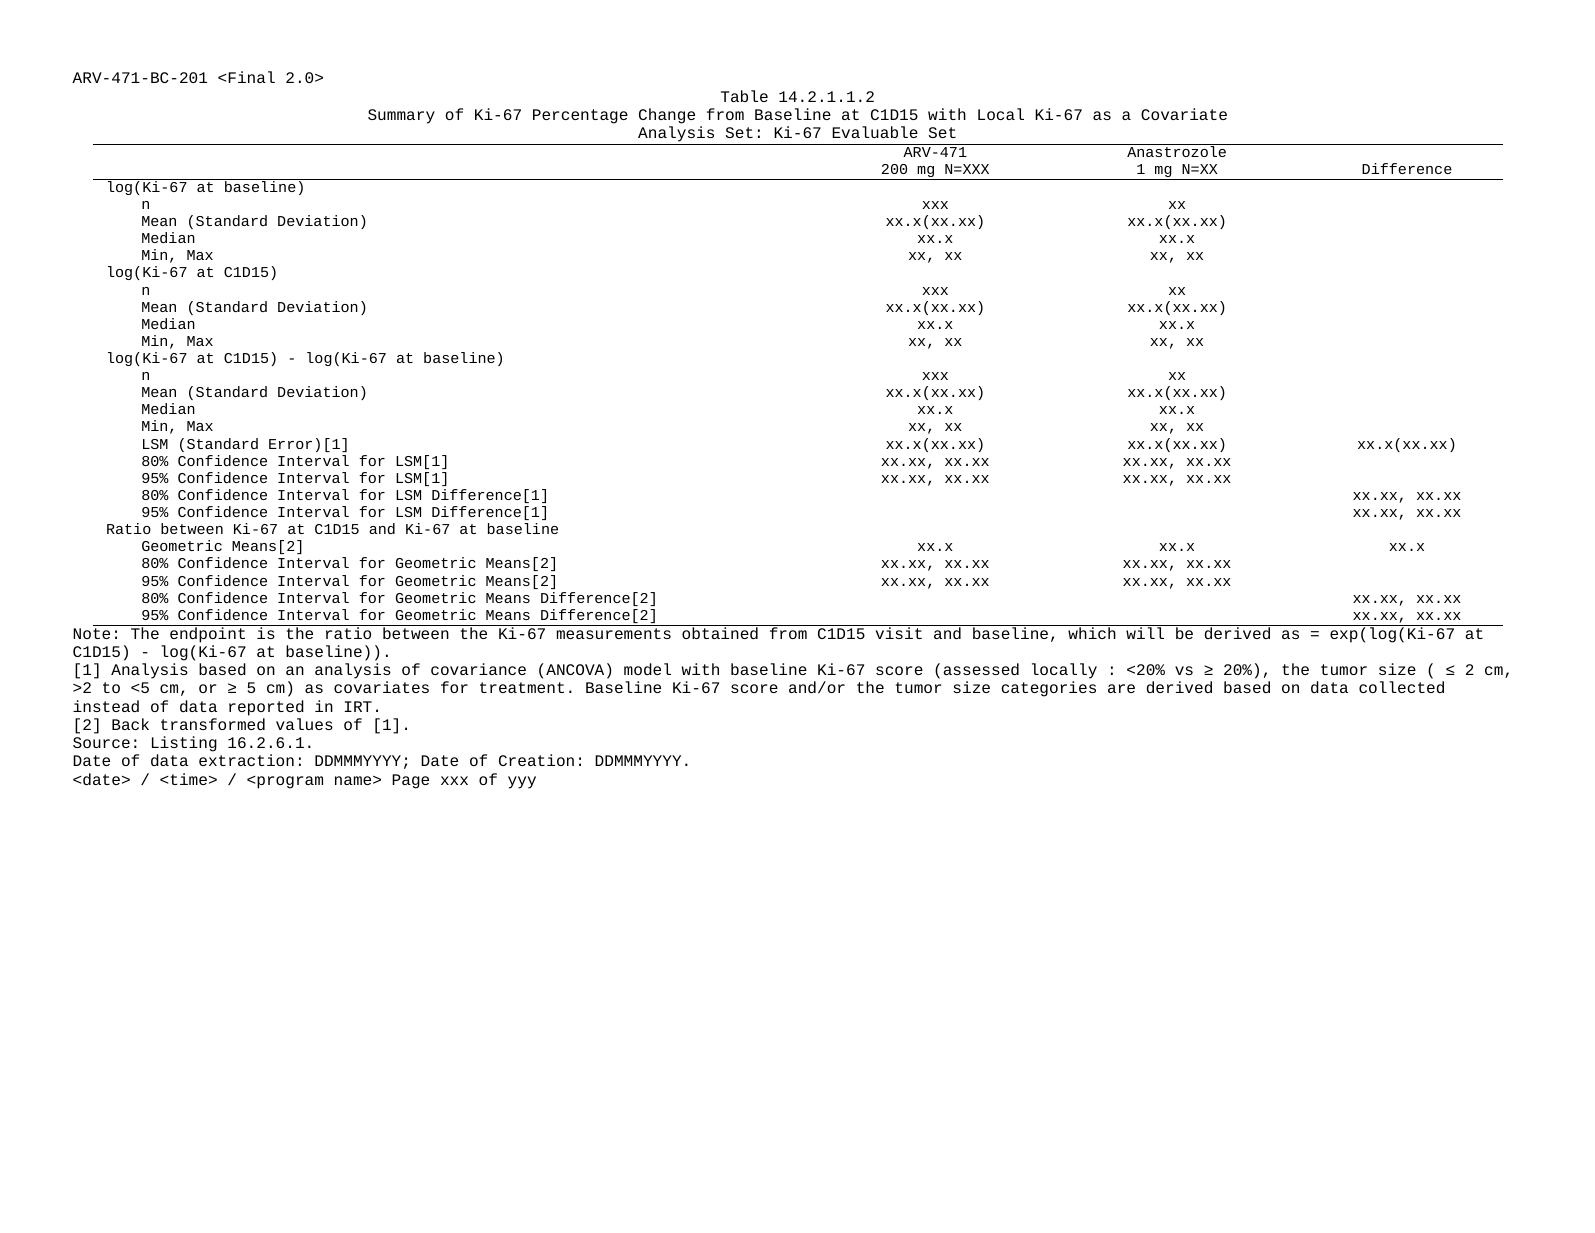 ARV-471-BC-201 <Final 2.0>
Table 14.2.1.1.2
Summary of Ki-67 Percentage Change from Baseline at C1D15 with Local Ki-67 as a Covariate
Analysis Set: Ki-67 Evaluable Set
ARV-471 Anastrozole
200 mg N=XXX 1 mg N=XX Difference
log(Ki-67 at baseline)
n xxx xx
Mean (Standard Deviation) xx.x(xx.xx) xx.x(xx.xx)
Median xx.x xx.x
Min, Max xx, xx xx, xx
log(Ki-67 at C1D15)
n xxx xx
Mean (Standard Deviation) xx.x(xx.xx) xx.x(xx.xx)
Median xx.x xx.x
Min, Max xx, xx xx, xx
log(Ki-67 at C1D15) - log(Ki-67 at baseline)
n xxx xx
Mean (Standard Deviation) xx.x(xx.xx) xx.x(xx.xx)
Median xx.x xx.x
Min, Max xx, xx xx, xx
LSM (Standard Error)[1] xx.x(xx.xx) xx.x(xx.xx) xx.x(xx.xx)
80% Confidence Interval for LSM[1] xx.xx, xx.xx xx.xx, xx.xx
95% Confidence Interval for LSM[1] xx.xx, xx.xx xx.xx, xx.xx
80% Confidence Interval for LSM Difference[1] xx.xx, xx.xx
95% Confidence Interval for LSM Difference[1] xx.xx, xx.xx
Ratio between Ki-67 at C1D15 and Ki-67 at baseline
Geometric Means[2] xx.x xx.x xx.x
80% Confidence Interval for Geometric Means[2] xx.xx, xx.xx xx.xx, xx.xx
95% Confidence Interval for Geometric Means[2] xx.xx, xx.xx xx.xx, xx.xx
80% Confidence Interval for Geometric Means Difference[2] xx.xx, xx.xx
95% Confidence Interval for Geometric Means Difference[2] xx.xx, xx.xx
Note: The endpoint is the ratio between the Ki-67 measurements obtained from C1D15 visit and baseline, which will be derived as = exp(log(Ki-67 at
C1D15) - log(Ki-67 at baseline)).
[1] Analysis based on an analysis of covariance (ANCOVA) model with baseline Ki-67 score (assessed locally : <20% vs ≥ 20%), the tumor size ( ≤ 2 cm,
>2 to <5 cm, or ≥ 5 cm) as covariates for treatment. Baseline Ki-67 score and/or the tumor size categories are derived based on data collected
instead of data reported in IRT.
[2] Back transformed values of [1].
Source: Listing 16.2.6.1.
Date of data extraction: DDMMMYYYY; Date of Creation: DDMMMYYYY.
<date> / <time> / <program name> Page xxx of yyy